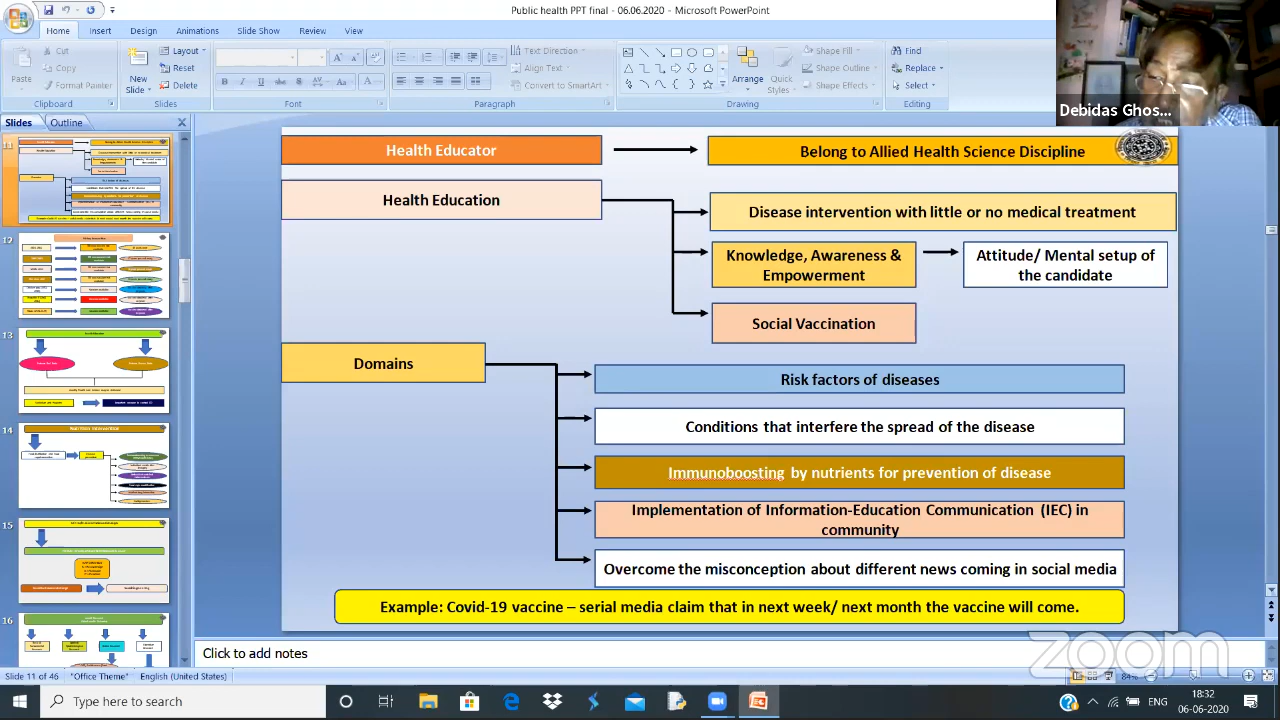 Public health PPT final - 06.06.2020 - Microsoft PowerPoint
Home Insert Design Animations Slide Show Review View
Paste
Cut
Copy
Format Painter
Clipboard
New Slide
Layout
Reset
Delete
Slides
Font
Text Direction
Align Text
Convert to SmartArt
Paragraph
Arrange
Quick Styles
Shape Fill
Shape Outline
Shape Effects
Drawing
Find
Replace
Select
Editing
Debidas Ghos...
Slides Outline
11
12
13
14
15
16
Health Educator
Belong to Allied Health Science Discipline
Health Education
Disease intervention with little or no medical treatment
Knowledge, Awareness &
Empowerment
Attitude/ Mental setup of
the candidate
Social Vaccination
Domains
Risk factors of diseases
Conditions that interfere the spread of the disease
Immunoboosting by nutrients for prevention of disease
Implementation of Information-Education Communication (IEC) in
community
Overcome the misconception about different news coming in social media
Example: Covid-19 vaccine – serial media claim that in next week/ next month the vaccine will come.
Click to add notes
zoom
Slide 11 of 46 "Office Theme" English (United States)
84%
Type here to search
ENG
18:32
06-06-2020